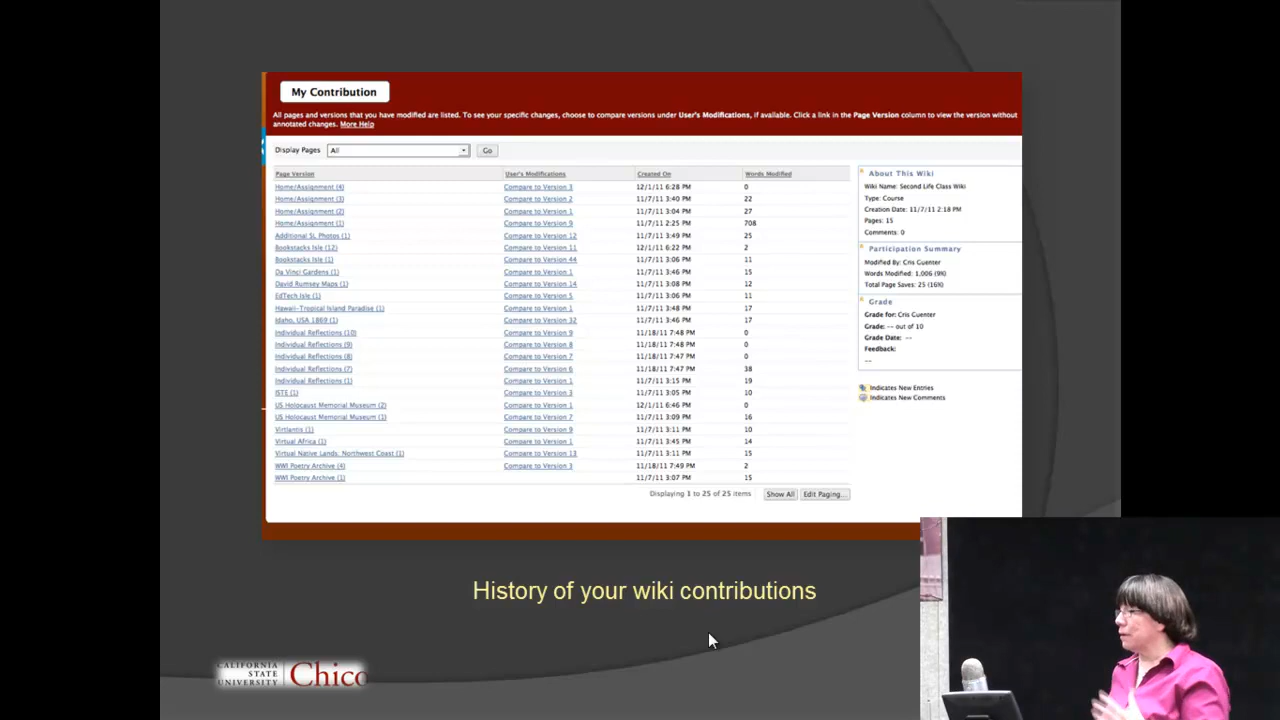 My Contribution
All pages and versions that you have modified are listed. To see your specific changes, choose to compare versions under User's Modifications, if available. Click a link in the Page Version column to view the version without
annotated changes. More Help
Display Pages All Go
Page Version User's Modifications Created On Words Modified
Home/Assignment (4) Compare to Version 3 12/1/11 6:28 PM 0
Home/Assignment (3) Compare to Version 2 11/7/11 3:40 PM 22
Home/Assignment (2) Compare to Version 1 11/7/11 3:04 PM 27
Home/Assignment (1) Compare to Version 9 11/7/11 2:25 PM 708
Additional SL Photos (1) Compare to Version 12 11/7/11 3:49 PM 25
Bookstacks Isle (12) Compare to Version 11 12/1/11 6:22 PM 2
Bookstacks Isle (1) Compare to Version 44 11/7/11 3:06 PM 11
Da Vinci Gardens (1) Compare to Version 1 11/7/11 3:46 PM 15
David Rumsey Maps (1) Compare to Version 14 11/7/11 3:08 PM 12
EdTech Isle (1) Compare to Version 5 11/7/11 3:06 PM 11
Hawaii-Tropical Island Paradise (1) Compare to Version 1 11/7/11 3:48 PM 17
Idaho, USA 1869 (1) Compare to Version 32 11/7/11 3:46 PM 17
Individual Reflections (10) Compare to Version 9 11/18/11 7:48 PM 0
Individual Reflections (9) Compare to Version 8 11/18/11 7:48 PM 0
Individual Reflections (8) Compare to Version 7 11/18/11 7:47 PM 0
Individual Reflections (7) Compare to Version 6 11/18/11 7:47 PM 38
Individual Reflections (1) Compare to Version 1 11/7/11 3:15 PM 19
ISTE (1) Compare to Version 3 11/7/11 3:05 PM 10
US Holocaust Memorial Museum (2) Compare to Version 1 12/1/11 6:46 PM 0
US Holocaust Memorial Museum (1) Compare to Version 7 11/7/11 3:09 PM 16
Virtlantis (1) Compare to Version 9 11/7/11 3:11 PM 10
Virtual Africa (1) Compare to Version 1 11/7/11 3:45 PM 14
Virtual Native Lands, Northwest Coast (1) Compare to Version 13 11/7/11 3:11 PM 15
WWI Poetry Archive (4) Compare to Version 3 11/18/11 7:49 PM 2
WWI Poetry Archive (1) 11/7/11 3:07 PM 15
Displaying 1 to 25 of 25 items Show All Edit Paging...
About This Wiki
Wiki Name: Second Life Class Wiki
Type: Course
Creation Date: 11/7/11 2:18 PM
Pages: 15
Comments: 0
Participation Summary
Modified By: Cris Guenter
Words Modified: 1,006 (9%)
Total Page Saves: 25 (16%)
Grade
Grade for: Cris Guenter
Grade: -- out of 10
Grade Date: --
Feedback:
--
Indicates New Entries
Indicates New Comments
History of your wiki contributions
CALIFORNIA
STATE
UNIVERSITY
Chico